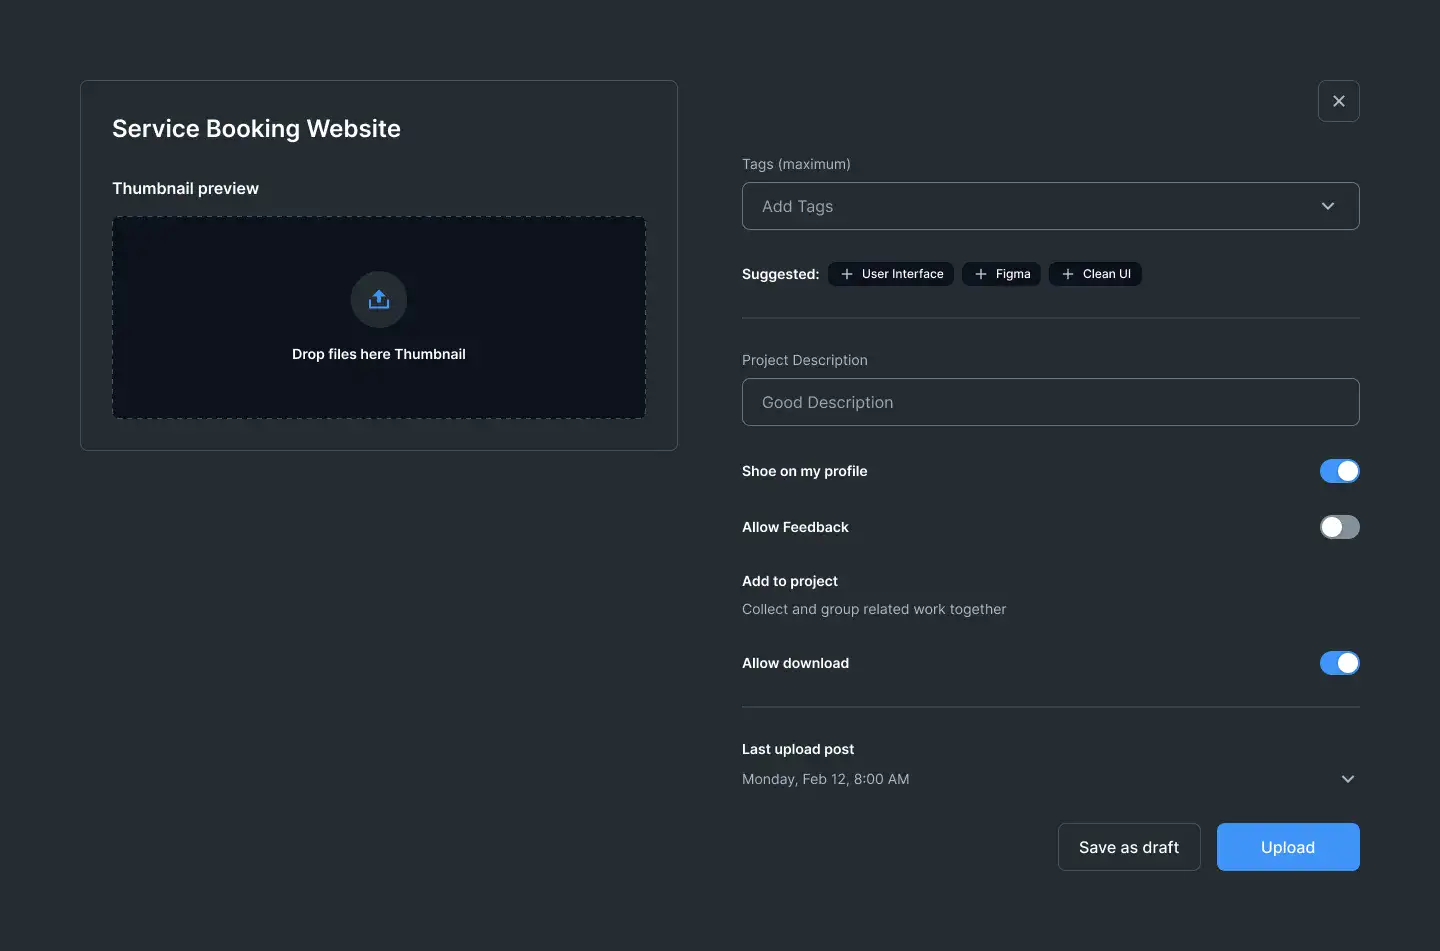 Service Booking Website
Thumbnail preview
Drop files here Thumbnail
Tags (maximum)
Add Tags
Suggested: + User Interface + Figma + Clean UI
Project Description
Good Description
Shoe on my profile
Allow Feedback
Add to project
Collect and group related work together
Allow download
Last upload post
Monday, Feb 12, 8:00 AM
Save as draft Upload